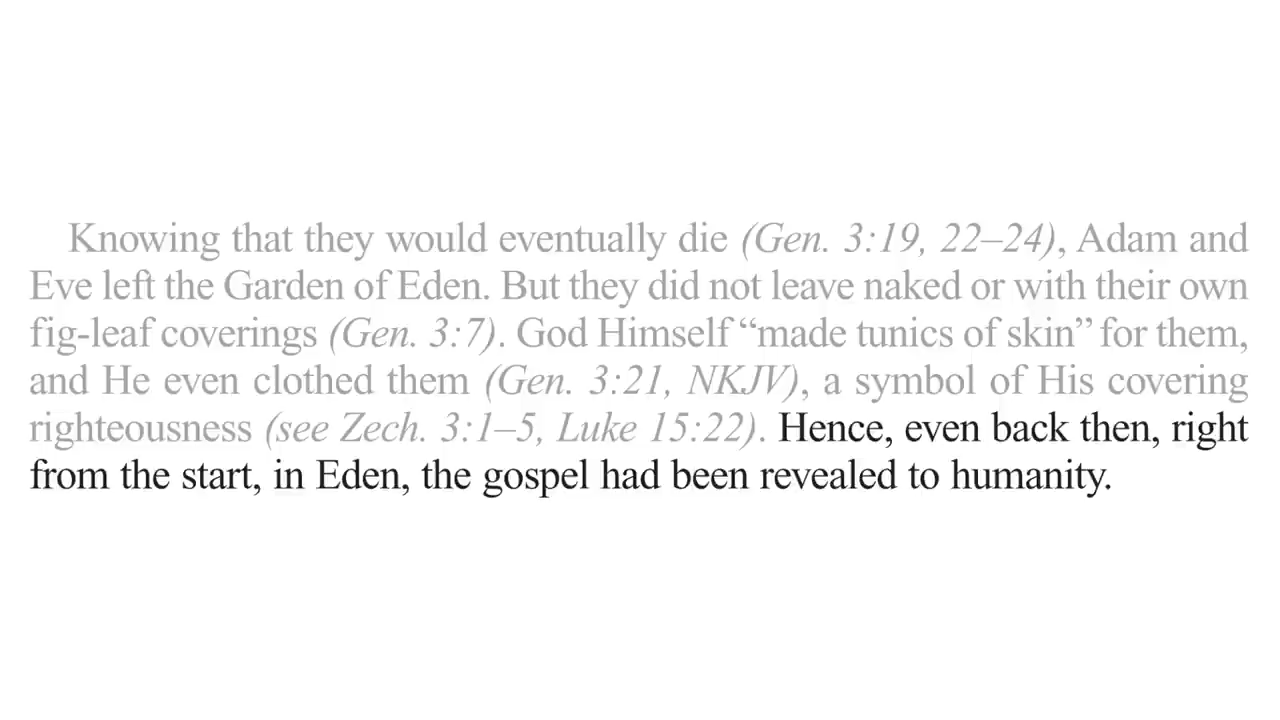 Knowing that they would eventually die (Gen. 3:19, 22–24), Adam and
Eve left the Garden of Eden. But they did not leave naked or with their own
fig-leaf coverings (Gen. 3:7). God Himself “made tunics of skin” for them,
and He even clothed them (Gen. 3:21, NKJV), a symbol of His covering
righteousness (see Zech. 3:1–5, Luke 15:22). Hence, even back then, right
from the start, in Eden, the gospel had been revealed to humanity.